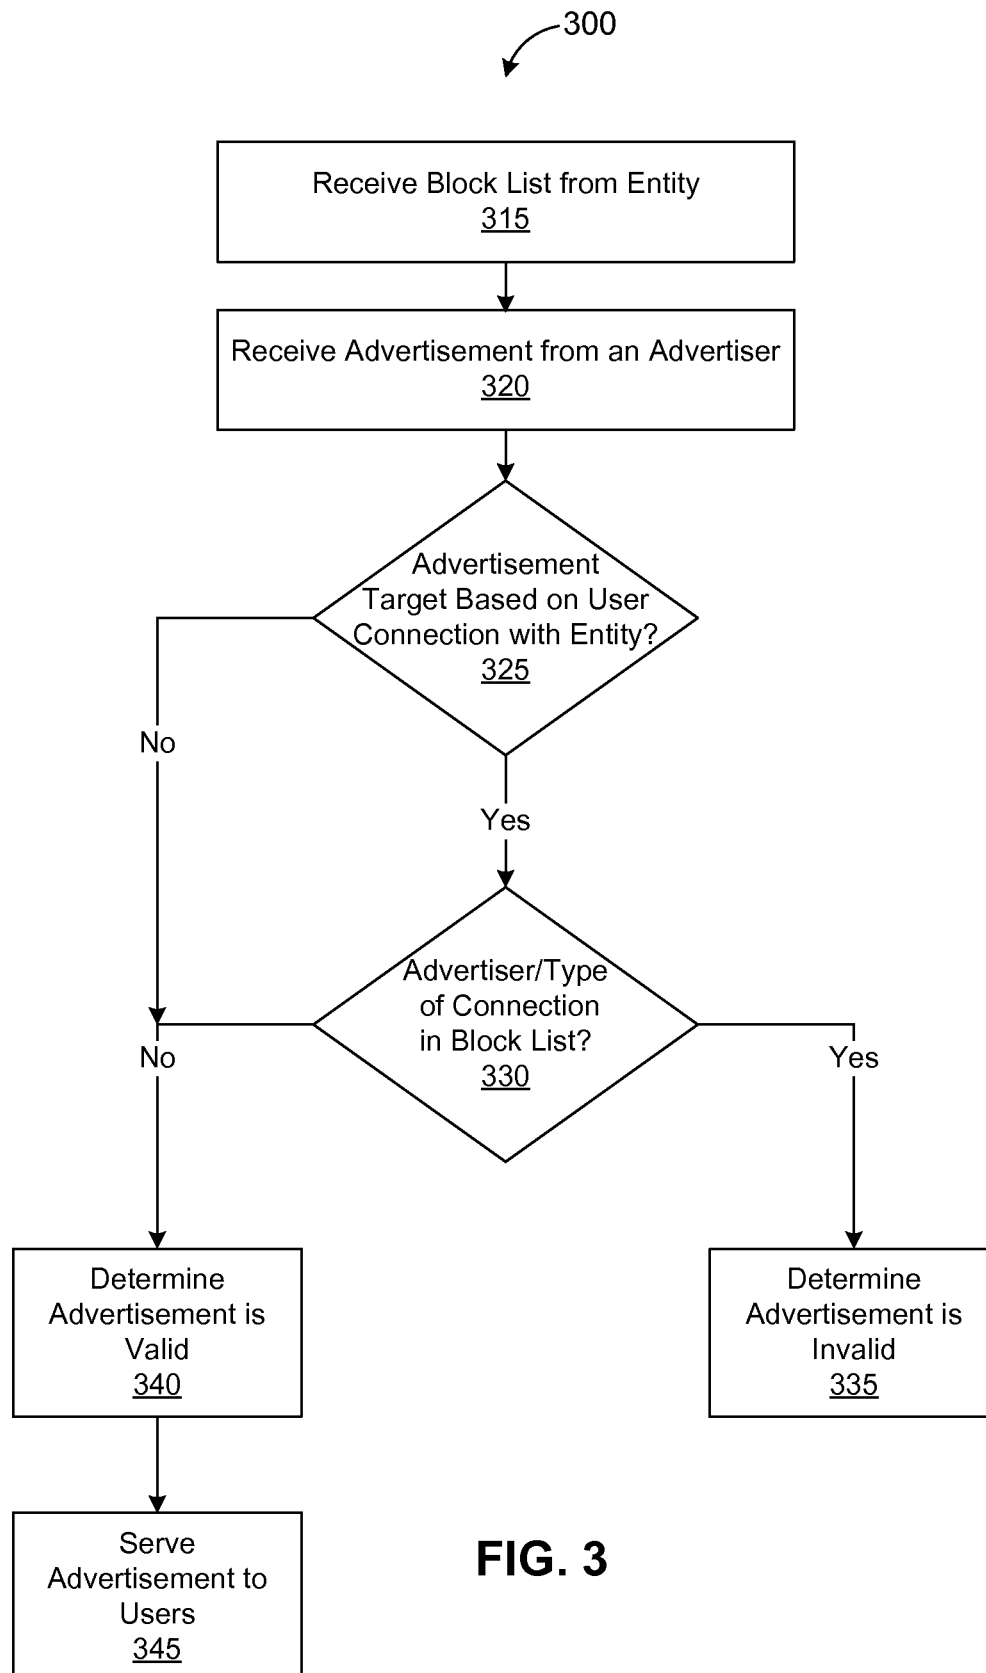 300
Receive Block List from Entity
315
Receive Advertisement from an Advertiser
320
Advertisement
Target Based on User
Connection with Entity?
325
No
Yes
Advertiser/Type
of Connection
in Block List?
330
No
Yes
Determine
Advertisement is
Valid
340
Determine
Advertisement is
Invalid
335
Serve
Advertisement to
Users
345
FIG. 3